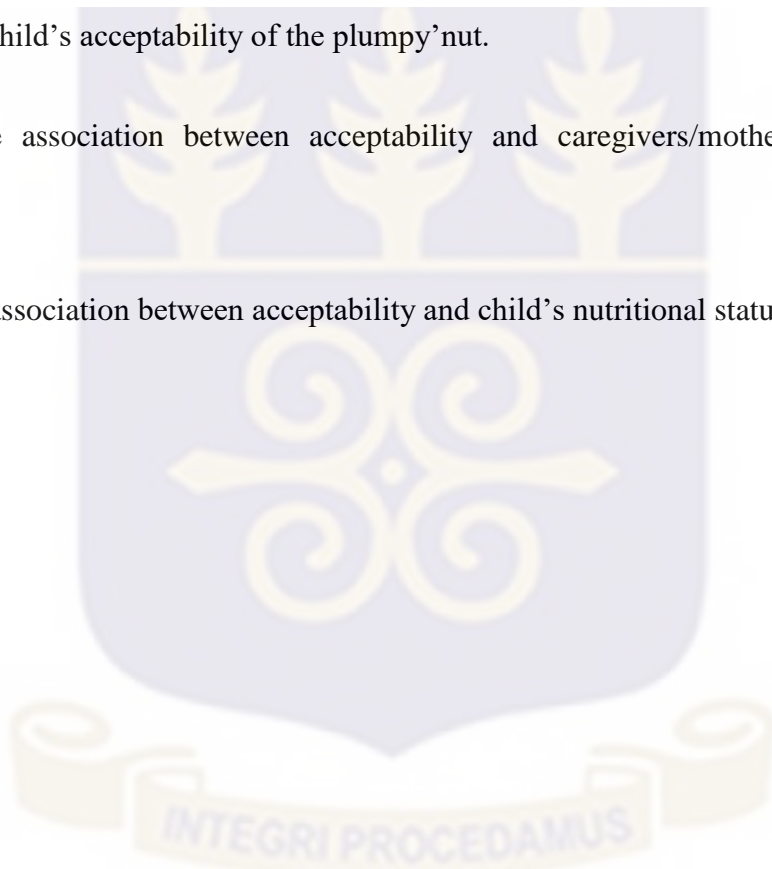 hild’s acceptability of the plumpy’nut.
association between acceptability and caregivers/mothe
ssociation between acceptability and child’s nutritional statu
INTEGRI PROCEDAMUS